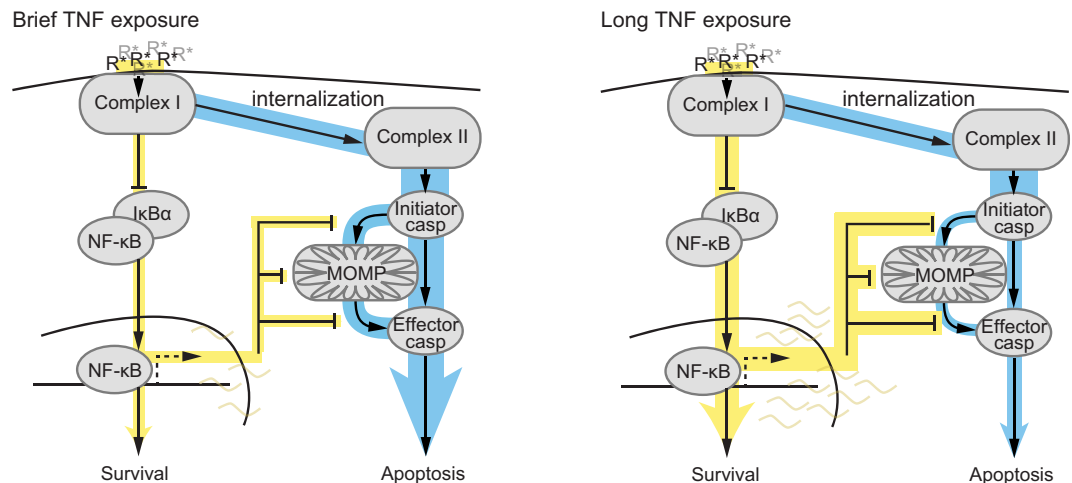 Brief TNF exposure
R* R* R*
R* R* R*
R*
Complex I
internalization
Complex II
IκBα
NF-κB
Initiator
casp
MOMP
Effector
casp
NF-κB
Survival
Apoptosis
Long TNF exposure
R* R* R*
R* R* R*
R*
Complex I
internalization
Complex II
IκBα
NF-κB
Initiator
casp
MOMP
Effector
casp
NF-κB
Survival
Apoptosis